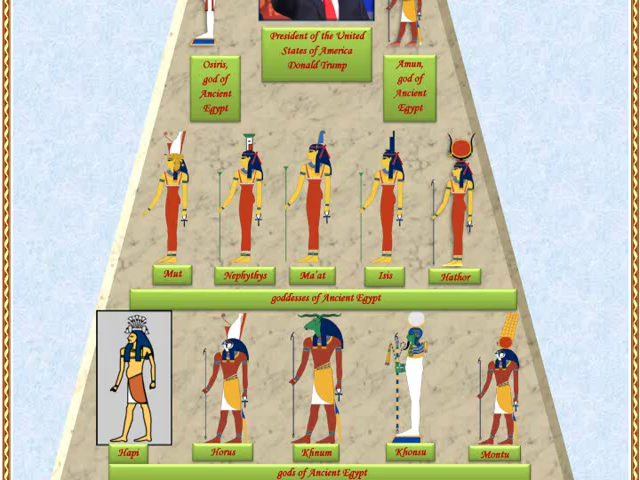 President of the United
States of America
Donald Trump
Osiris,
god of
Ancient
Egypt
Amun,
god of
Ancient
Egypt
Mut
Nephythys
Ma'at
Isis
Hathor
goddesses of Ancient Egypt
Hapi
Horus
Khnum
Khonsu
Montu
gods of Ancient Egypt